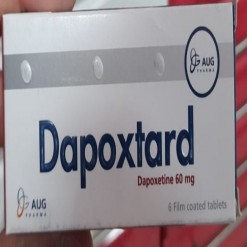 AUG
PHARMA
Dapoxtard
Dapoxetine 60 mg
AUG
PHARMA
6 Film coated tablets